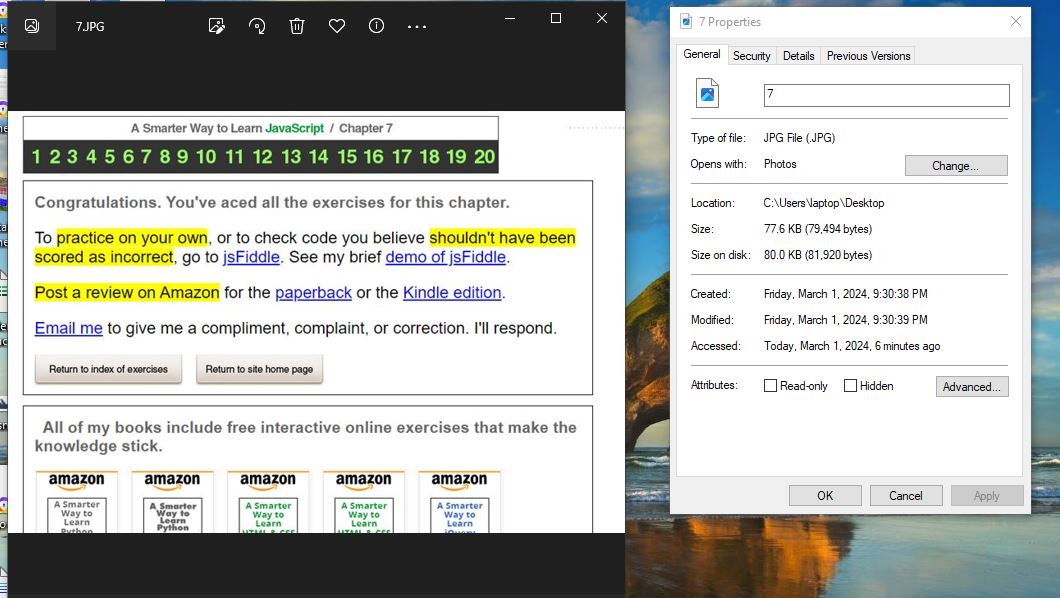 7.JPG
A Smarter Way to Learn JavaScript / Chapter 7
1 2 3 4 5 6 7 8 9 10 11 12 13 14 15 16 17 18 19 20
Congratulations. You've aced all the exercises for this chapter.
To practice on your own, or to check code you believe shouldn't have been
scored as incorrect, go to jsFiddle. See my brief demo of jsFiddle.
Post a review on Amazon for the paperback or the Kindle edition.
Email me to give me a compliment, complaint, or correction. I'll respond.
Return to index of exercises Return to site home page
All of my books include free interactive online exercises that make the
knowledge stick.
amazon amazon amazon amazon amazon
A Smarter A Smarter A Smarter A Smarter A Smarter
Way to Way to Way to Way to Way to
Learn Learn Learn Learn Learn
Python Python HTML & CSS HTML & CSS jQuery
7 Properties
General Security Details Previous Versions
7
Type of file: JPG File (.JPG)
Opens with: Photos Change...
Location: C:\Users\laptop\Desktop
Size: 77.6 KB (79,494 bytes)
Size on disk: 80.0 KB (81,920 bytes)
Created: Friday, March 1, 2024, 9:30:38 PM
Modified: Friday, March 1, 2024, 9:30:39 PM
Accessed: Today, March 1, 2024, 6 minutes ago
Attributes: Read-only Hidden Advanced...
OK Cancel Apply